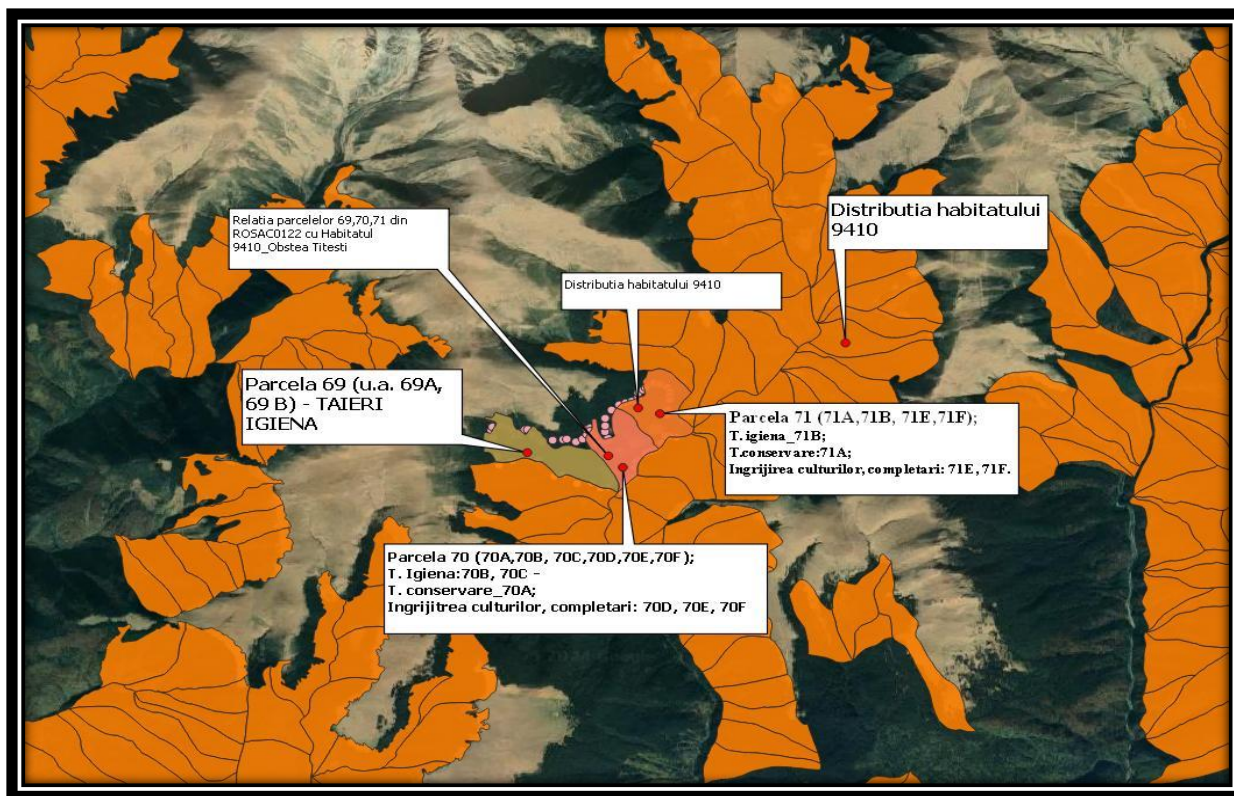 Relatia parcelelor 69,70,71 din
ROSAC0122 cu Habitatul
9410_Obstea Titesti
Distributia habitatului
9410
Distributia habitatului 9410
Parcela 69 (u.a. 69A,
69 B) - TAIERI
IGIENA
Parcela 71 (71A,71B, 71E,71F);
T. igiena_71B;
T.conservare:71A;
Ingrijirea culturilor, completari: 71E, 71F.
Parcela 70 (70A,70B, 70C,70D,70E,70F);
T. Igiena:70B, 70C -
T. conservare_70A;
Ingrijitrea culturilor, completari: 70D, 70E, 70F